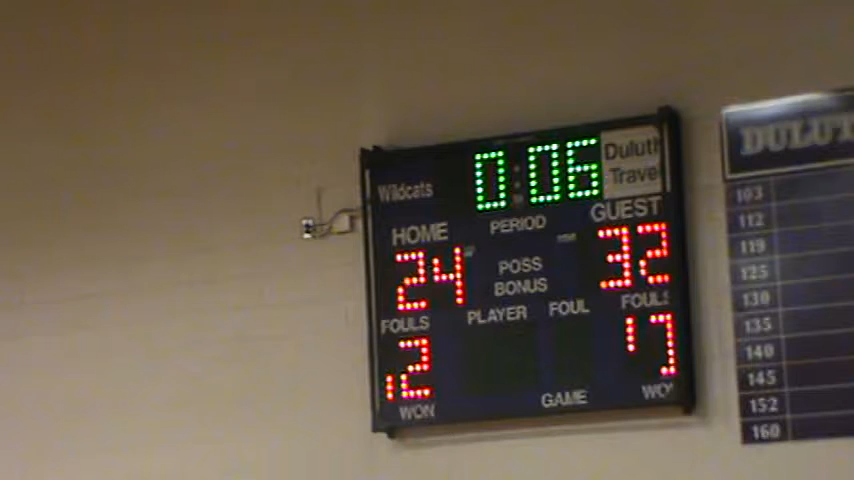 Wildcats
0:06
Duluth
Trave
HOME
PERIOD
GUEST
24
POSS
BONUS
32
FOULS
PLAYER
FOUL
FOULS
12
WON
GAME
WON
DULUT
103
112
119
125
130
135
140
145
152
160